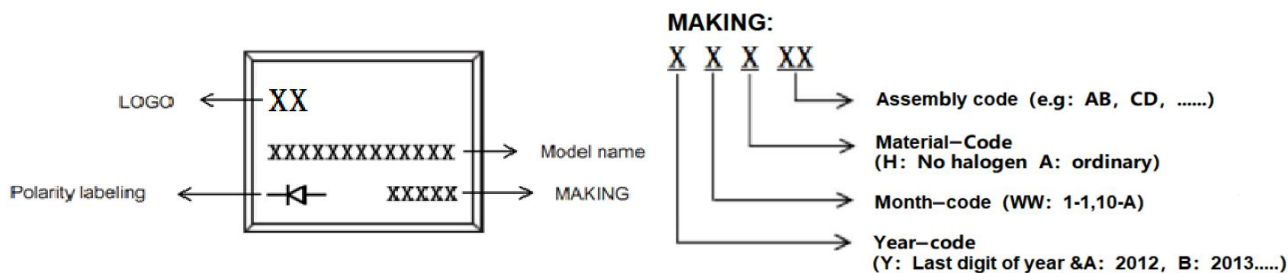 LOGO
XX
XXXXXXXXXXXXX
Model name
Polarity labeling
XXXXX
MAKING
MAKING:
X X X XX
Assembly code (e.g: AB, CD, ......)
Material-Code
(H: No halogen A: ordinary)
Month-code (WW: 1-1,10-A)
Year-code
(Y: Last digit of year &A: 2012, B: 2013.....)